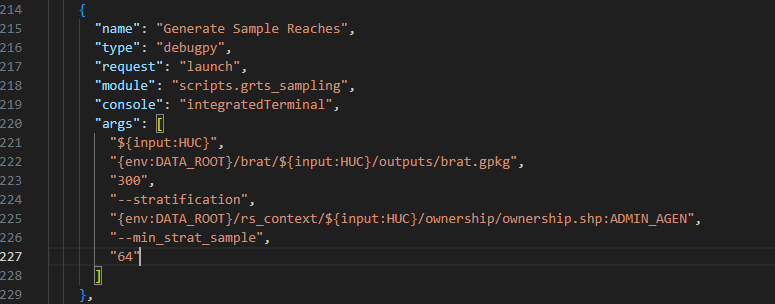 214 {
215 "name": "Generate Sample Reaches",
216 "type": "debugpy",
217 "request": "launch",
218 "module": "scripts.grts_sampling",
219 "console": "integratedTerminal",
220 "args": [
221 "${input:HUC}",
222 "{env:DATA_ROOT}/brat/${input:HUC}/outputs/brat.gpkg",
223 "300",
224 "--stratification",
225 "{env:DATA_ROOT}/rs_context/${input:HUC}/ownership/ownership.shp:ADMIN_AGEN",
226 "--min_strat_sample",
227 "64"
228 ]
229 },